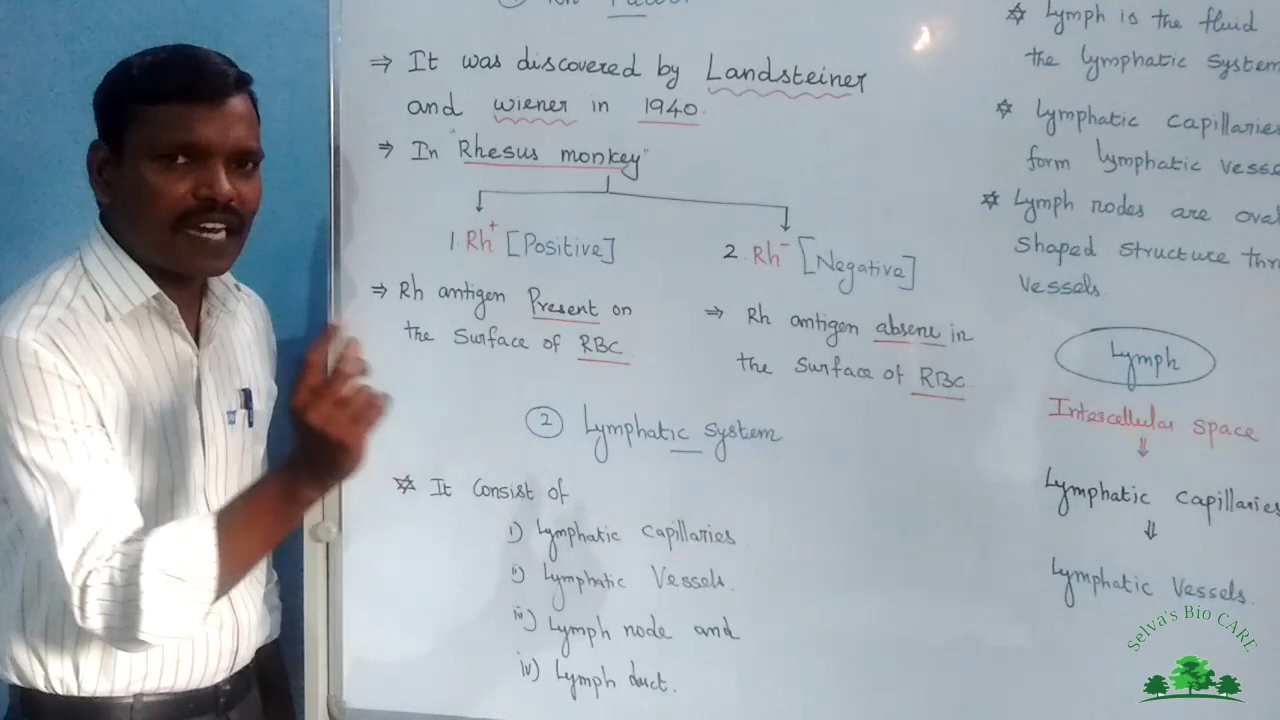 ⇒ It was discovered by Landsteiner
and wiener in 1940.
⇒ In "Rhesus monkey"
1. Rh⁺ [Positive]
⇒ Rh antigen Present on
the Surface of RBC
2. Rh⁻ [Negative]
⇒ Rh antigen absent in
the Surface of RBC.
② Lymphatic system
✡ It Consist of
i) Lymphatic Capillaries
ii) Lymphatic Vessels.
iii) Lymph node and
iv) Lymph duct.
✡ Lymph is the fluid
the lymphatic System
✡ Lymphatic Capillaries
form lymphatic vess
✡ Lymph nodes are ova
Shaped Structure thr
Vessels.
Lymph
Intercellular Space
⇓
Lymphatic Capillaries
⇓
Lymphatic Vessels.
Selva's Bio CARE